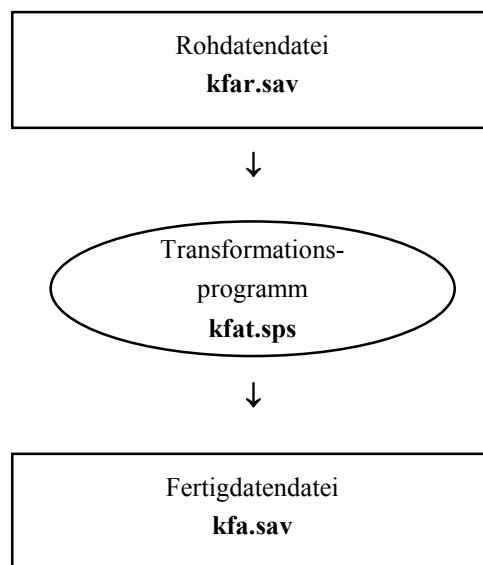 Rohdatendatei
kfar.sav
↓
Transformations-
programm
kfat.sps
↓
Fertigdatendatei
kfa.sav